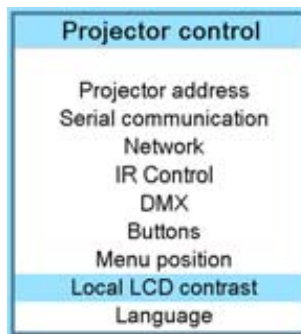 Projector control
Projector address
Serial communication
Network
IR Control
DMX
Buttons
Menu position
Local LCD contrast
Language